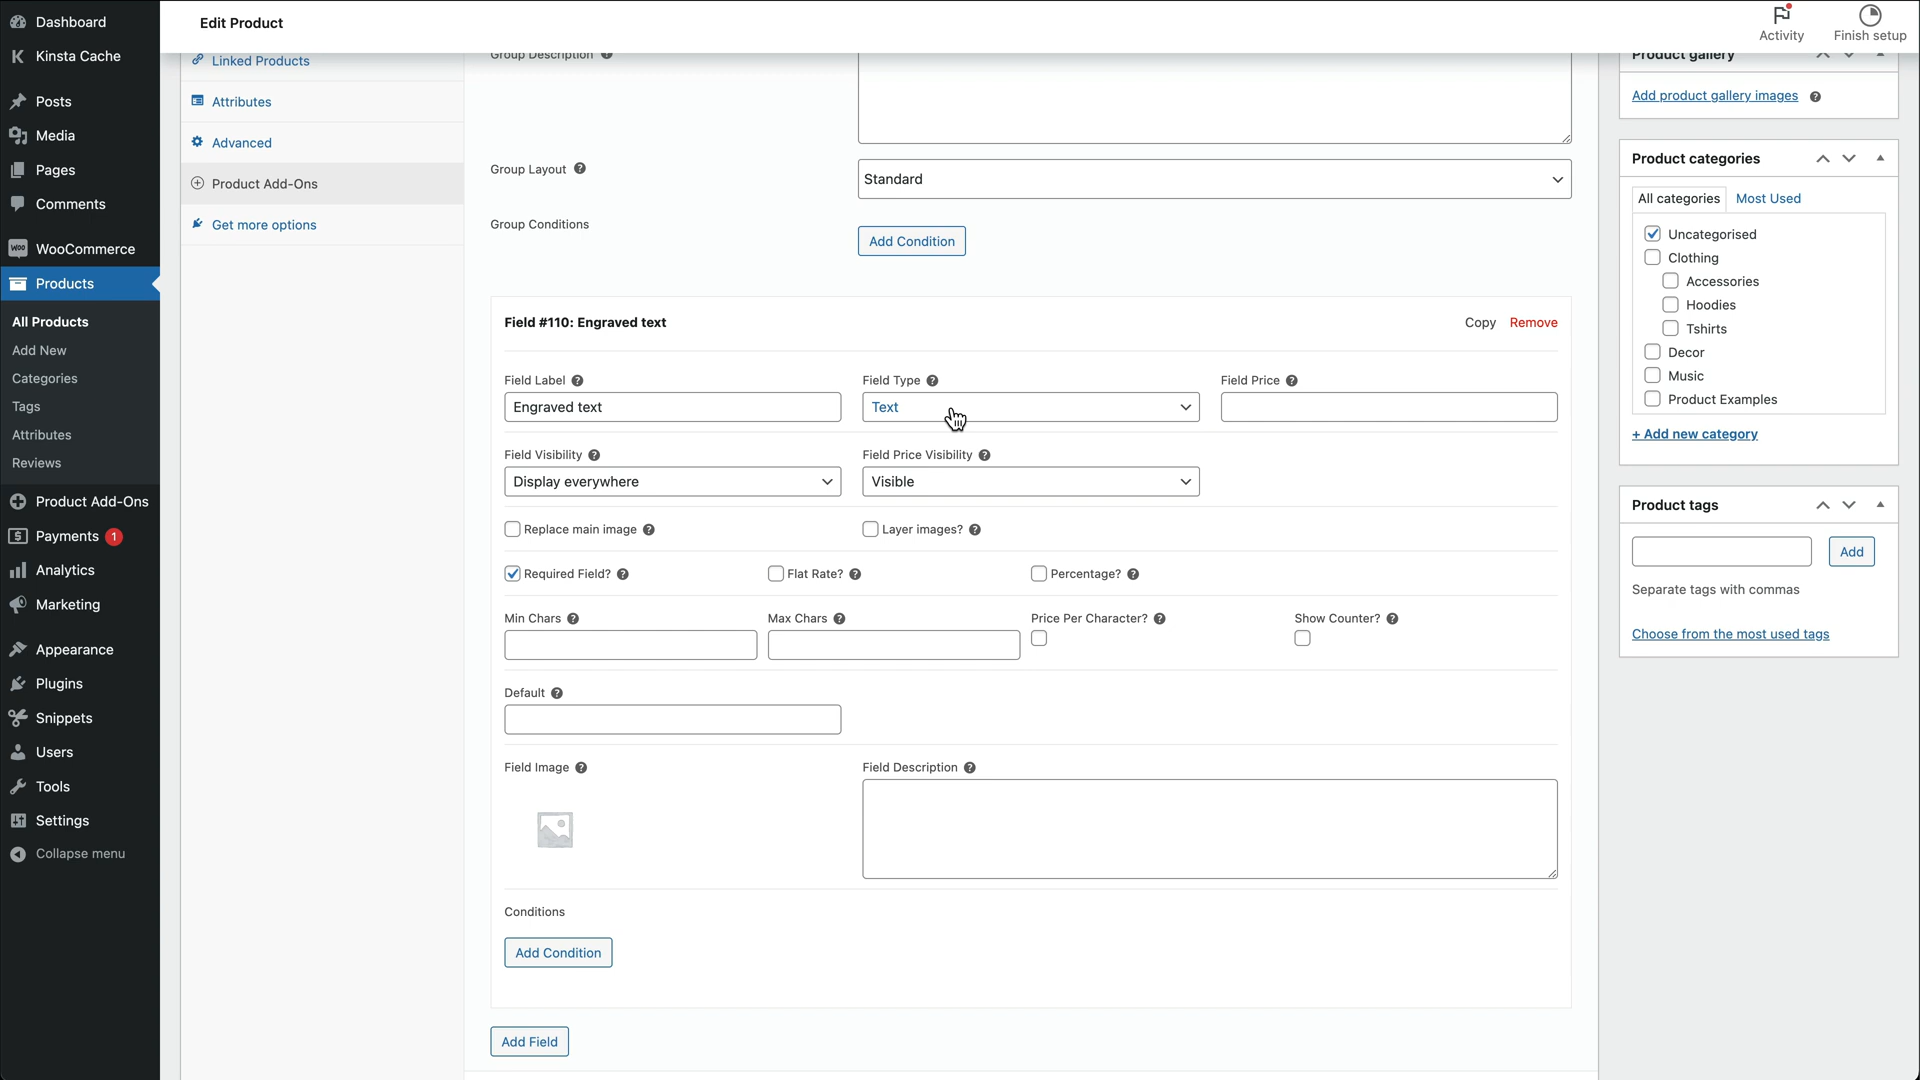 Dashboard
Kinsta Cache
Posts
Media
Pages
Comments
WooCommerce
Products
All Products
Add New
Categories
Tags
Attributes
Reviews
Product Add-Ons
Payments 1
Analytics
Marketing
Appearance
Plugins
Snippets
Users
Tools
Settings
Collapse menu
Edit Product
Activity
Finish setup
Linked Products
Attributes
Advanced
Product Add-Ons
Get more options
Group Description
Group Layout
Standard
Group Conditions
Add Condition
Field #110: Engraved text
Copy Remove
Field Label
Field Type
Field Price
Engraved text
Text
Field Visibility
Field Price Visibility
Display everywhere
Visible
Replace main image
Layer images?
Required Field?
Flat Rate?
Percentage?
Min Chars
Max Chars
Price Per Character?
Show Counter?
Default
Field Image
Field Description
Conditions
Add Condition
Add Field
Product gallery
Add product gallery images
Product categories
All categories
Most Used
Uncategorised
Clothing
Accessories
Hoodies
Tshirts
Decor
Music
Product Examples
+ Add new category
Product tags
Add
Separate tags with commas
Choose from the most used tags